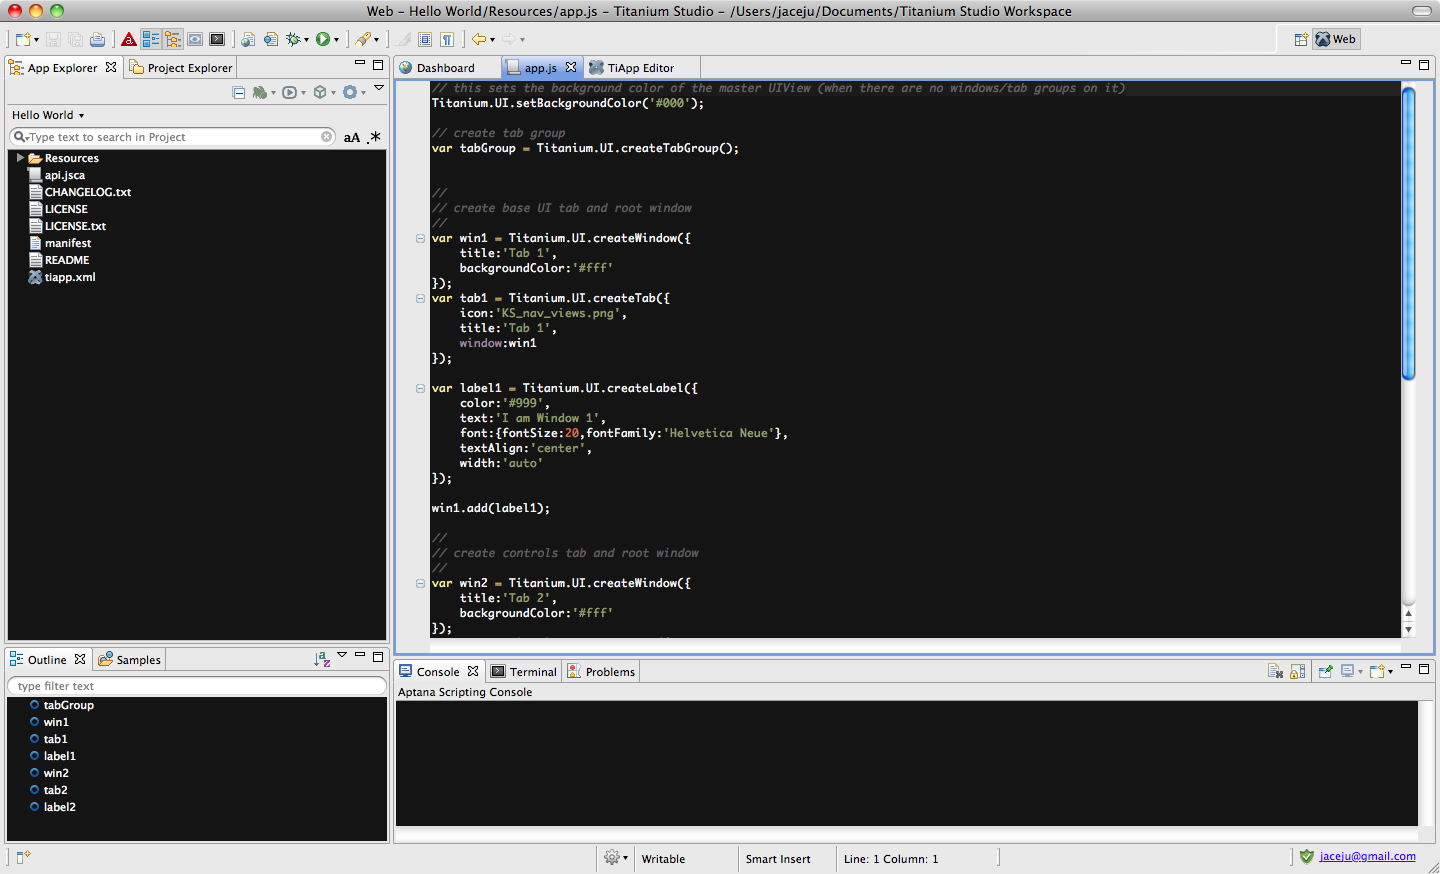 Web - Hello World/Resources/app.js - Titanium Studio - /Users/jaceju/Documents/Titanium Studio Workspace
Web
App Explorer
Project Explorer
Hello World
Type text to search in Project
aA .*
Resources
api.jsca
CHANGELOG.txt
LICENSE
LICENSE.txt
manifest
README
tiapp.xml
Dashboard
app.js
TiApp Editor
// this sets the background color of the master UIView (when there are no windows/tab groups on it)
Titanium.UI.setBackgroundColor('#000');
// create tab group
var tabGroup = Titanium.UI.createTabGroup();
//
// create base UI tab and root window
//
var win1 = Titanium.UI.createWindow({
title:'Tab 1',
backgroundColor:'#fff'
});
var tab1 = Titanium.UI.createTab({
icon:'KS_nav_views.png',
title:'Tab 1',
window:win1
});
var label1 = Titanium.UI.createLabel({
color:'#999',
text:'I am Window 1',
font:{fontSize:20,fontFamily:'Helvetica Neue'},
textAlign:'center',
width:'auto'
});
win1.add(label1);
//
// create controls tab and root window
//
var win2 = Titanium.UI.createWindow({
title:'Tab 2',
backgroundColor:'#fff'
});
Outline
Samples
type filter text
tabGroup
win1
tab1
label1
win2
tab2
label2
Console
Terminal
Problems
Aptana Scripting Console
Writable
Smart Insert
Line: 1 Column: 1
jaceju@gmail.com